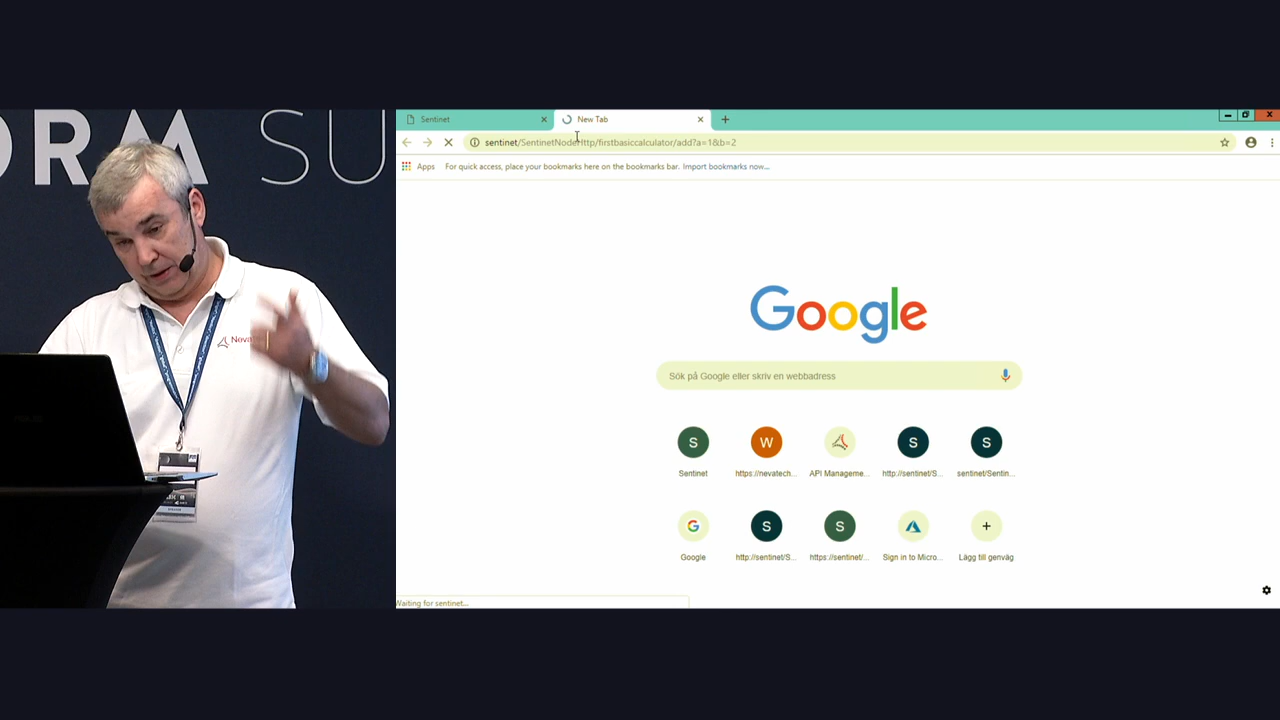 ORM SU
Neva
Sentinet
New Tab
sentinet/SentinetNodeHttp/firstbasiccalculator/add?a=1&b=2
Apps
For quick access, place your bookmarks here on the bookmarks bar. Import bookmarks now...
Google
Sök på Google eller skriv en webbadress
S
W
S
S
Sentinet
https://nevatech...
API Manageme...
http://sentinet/S...
sentinet/Sentin...
G
S
S
Google
http://sentinet/S...
https://sentinet/...
Sign in to Micro...
Lägg till genväg
Waiting for sentinet...